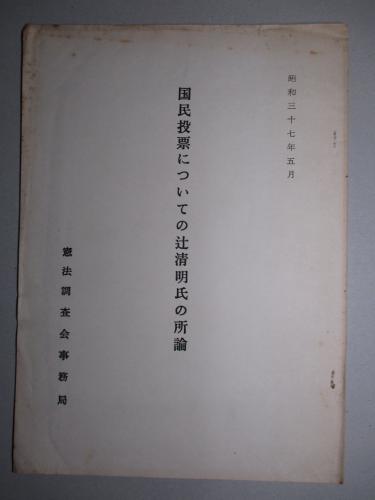 昭和三十七年五月
国民投票についての辻清明氏の所論
憲法調査会事務局